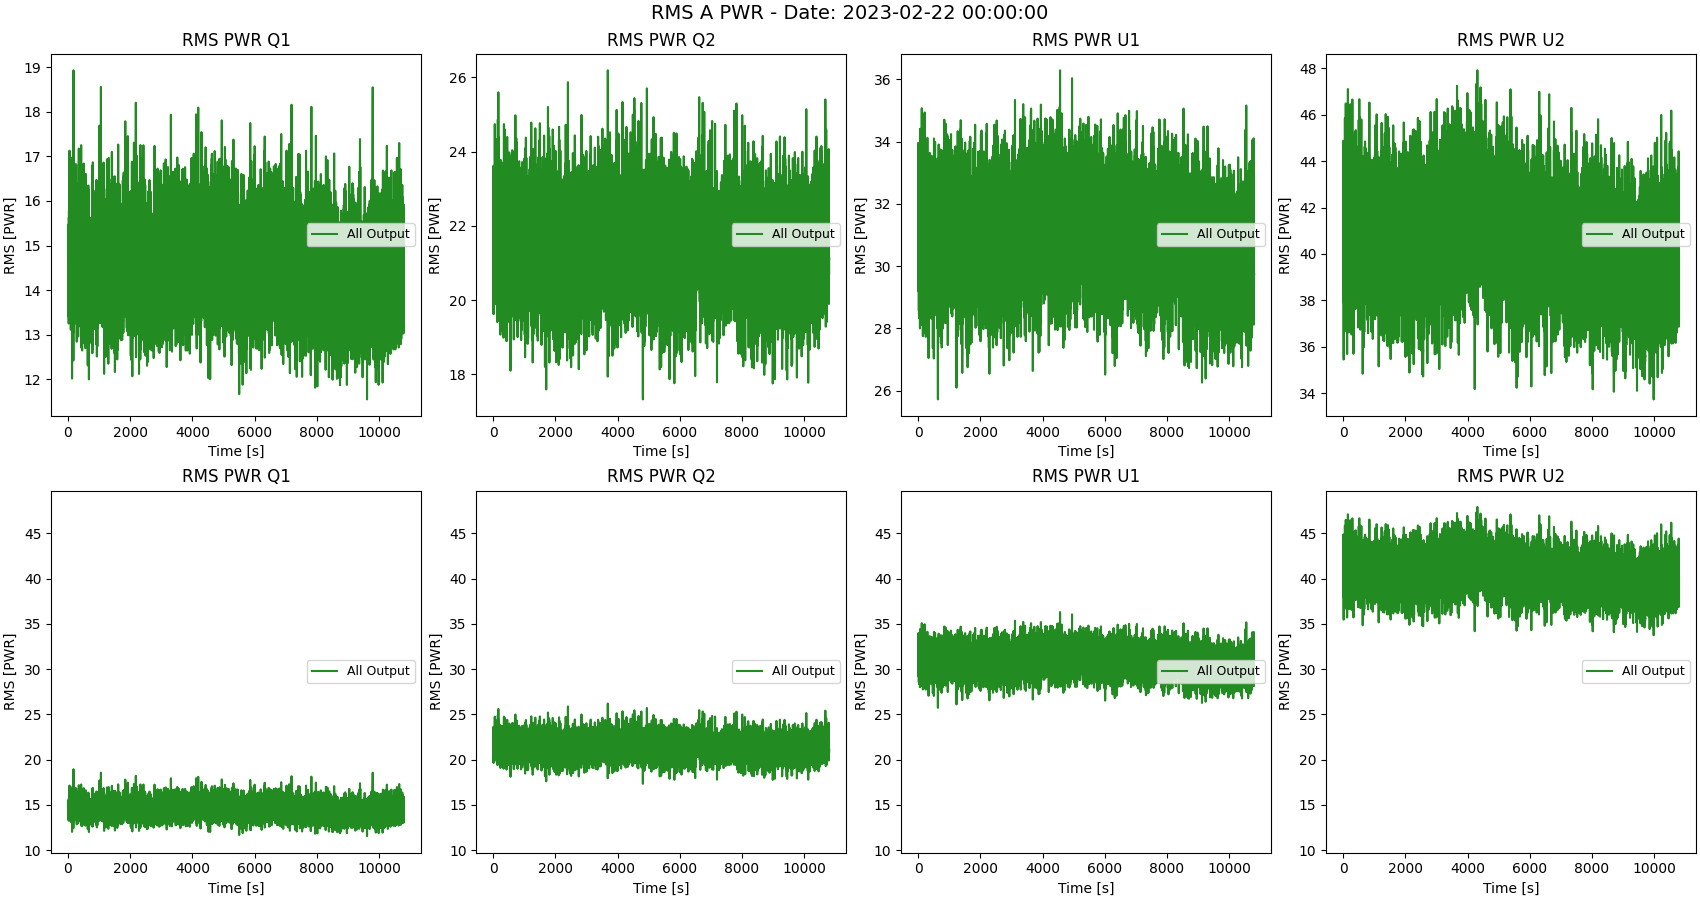 RMS A PWR - Date: 2023-02-22 00:00:00
RMS PWR Q1
RMS [PWR]
19
18
17
16
15
14
13
12
All Output
0 2000 4000 6000 8000 10000
Time [s]
RMS PWR Q2
RMS [PWR]
26
24
22
20
18
All Output
0 2000 4000 6000 8000 10000
Time [s]
RMS PWR U1
RMS [PWR]
36
34
32
30
28
26
All Output
0 2000 4000 6000 8000 10000
Time [s]
RMS PWR U2
RMS [PWR]
48
46
44
42
40
38
36
34
All Output
0 2000 4000 6000 8000 10000
Time [s]
RMS PWR Q1
RMS [PWR]
45
40
35
30
25
20
15
10
All Output
0 2000 4000 6000 8000 10000
Time [s]
RMS PWR Q2
RMS [PWR]
45
40
35
30
25
20
15
10
All Output
0 2000 4000 6000 8000 10000
Time [s]
RMS PWR U1
RMS [PWR]
45
40
35
30
25
20
15
10
All Output
0 2000 4000 6000 8000 10000
Time [s]
RMS PWR U2
RMS [PWR]
45
40
35
30
25
20
15
10
All Output
0 2000 4000 6000 8000 10000
Time [s]